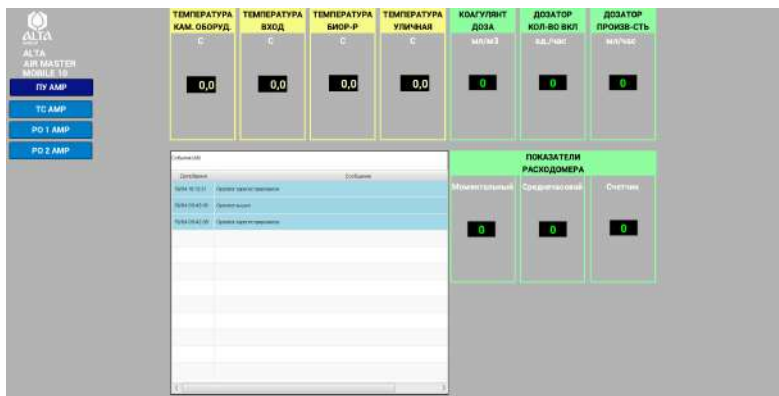 ALTA
ALTA
AIR MASTER
MOBILE 10
ПУ АМР
ТС АМР
РО 1 АМР
РО 2 АМР
ТЕМПЕРАТУРА
КАМ. ОБОРУД.
С
0,0
ТЕМПЕРАТУРА
ВХОД
С
0,0
ТЕМПЕРАТУРА
БИОР-Р
С
0,0
ТЕМПЕРАТУРА
УЛИЧНАЯ
С
0,0
КОАГУЛЯНТ
ДОЗА
мл/м3
0
ДОЗАТОР
КОЛ-ВО ВКЛ
ед./час
0
ДОЗАТОР
ПРОИЗВ-СТЬ
мл/час
0
Дата/Время
Сообщение
ПОКАЗАТЕЛИ
РАСХОДОМЕРА
Моментальный
0
Среднечасовой
0
Счетчик
0